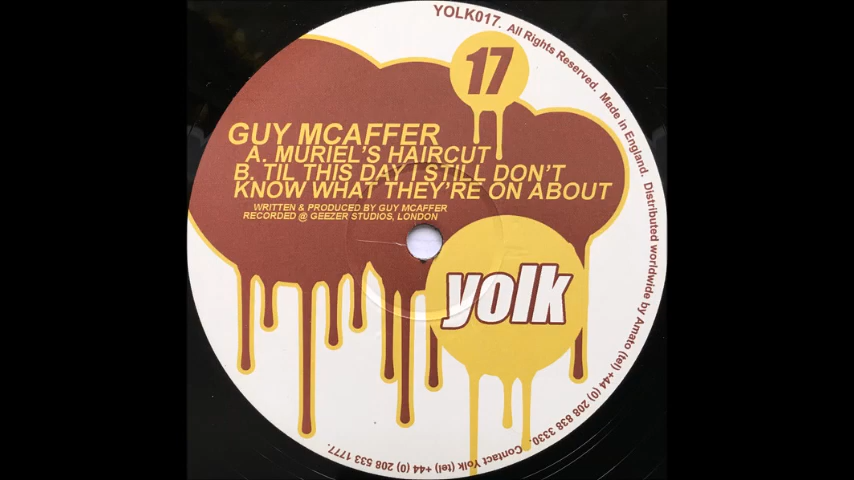 YOLK017. All Rights Reserved. Made in England. Distributed worldwide by Amato (tel) +44 (0) 208 838 3330. Contact Yolk (tel) +44 (0) 208 533 1777.
17
GUY MCAFFER
A. MURIEL'S HAIRCUT
B. TIL THIS DAY I STILL DON'T
KNOW WHAT THEY'RE ON ABOUT
WRITTEN & PRODUCED BY GUY MCAFFER
RECORDED @ GEEZER STUDIOS, LONDON
yolk